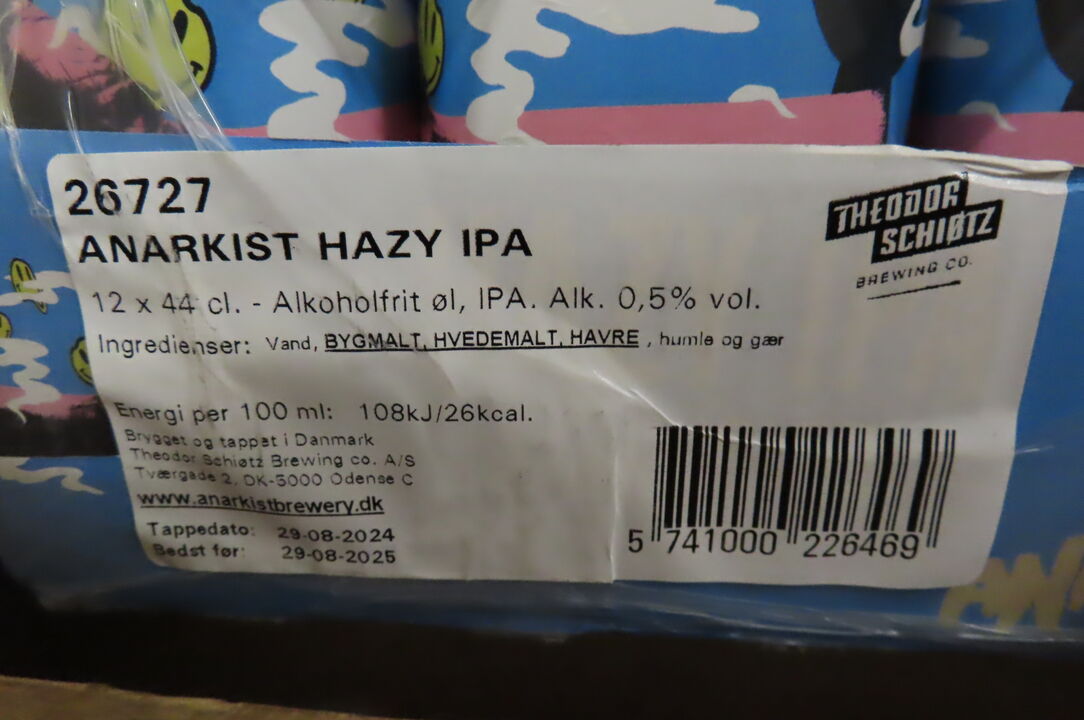 26727
ANARKIST HAZY IPA
THEODOR
SCHIØTZ
BREWING CO.
12 x 44 cl. - Alkoholfrit øl, IPA. Alk. 0,5% vol.
Ingredienser: Vand, BYGMALT, HVEDEMALT, HAVRE , humle og gær
Energi per 100 ml: 108kJ/26kcal.
Brygget og tappet i Danmark
Theodor Schiøtz Brewing co. A/S
Tværgade 2, DK-5000 Odense C
www.anarkistbrewery.dk
Tappedato: 29-08-2024
Bedst før: 29-08-2025
5 741000 226469